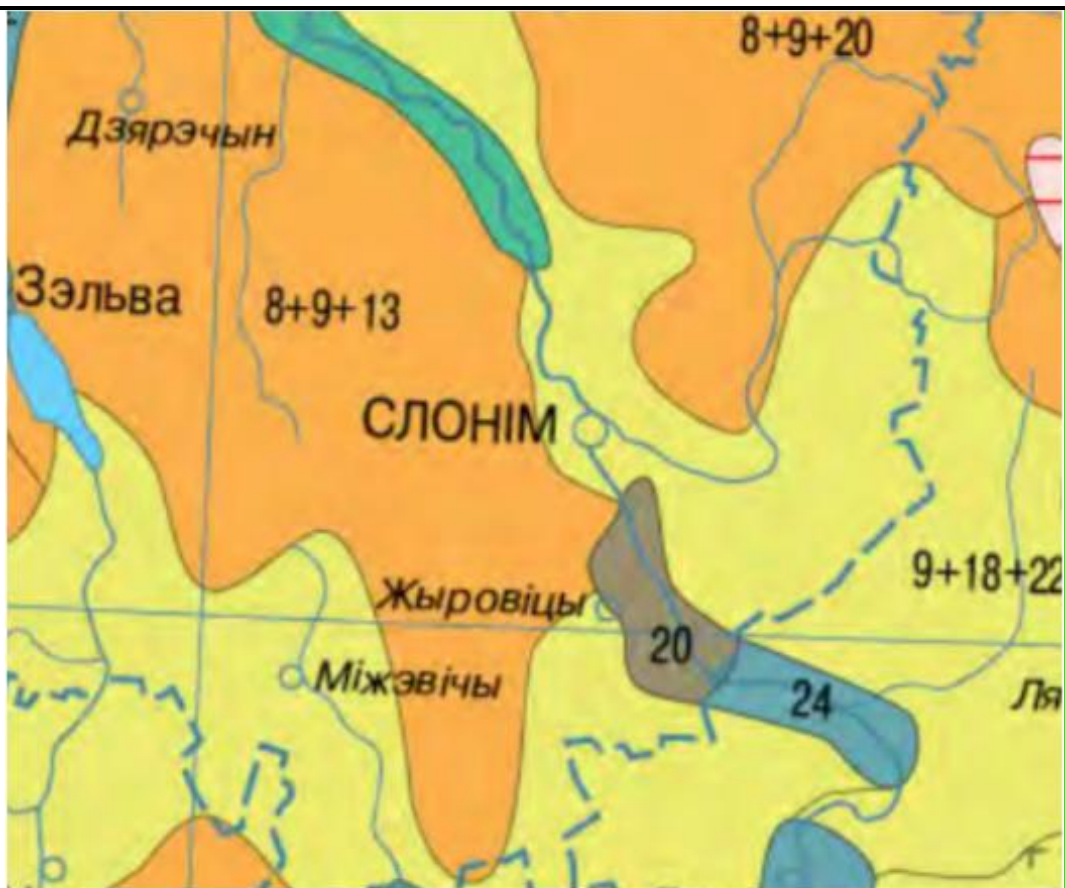 8+9+20
Дзярэчын
Зэльва
8+9+13
СЛОНІМ
9+18+22
Жыровіцы
20
Міжэвічы
24
Ля